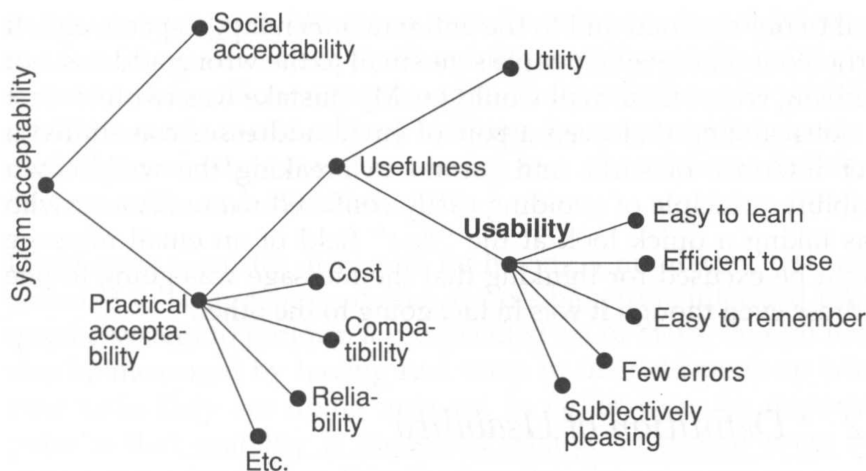 Social
acceptability
Utility
System acceptability
Usefulness
Usability
Easy to learn
Efficient to use
Easy to remember
Few errors
Subjectively
pleasing
Practical
accepta-
bility
Cost
Compa-
tibility
Relia-
bility
Etc.